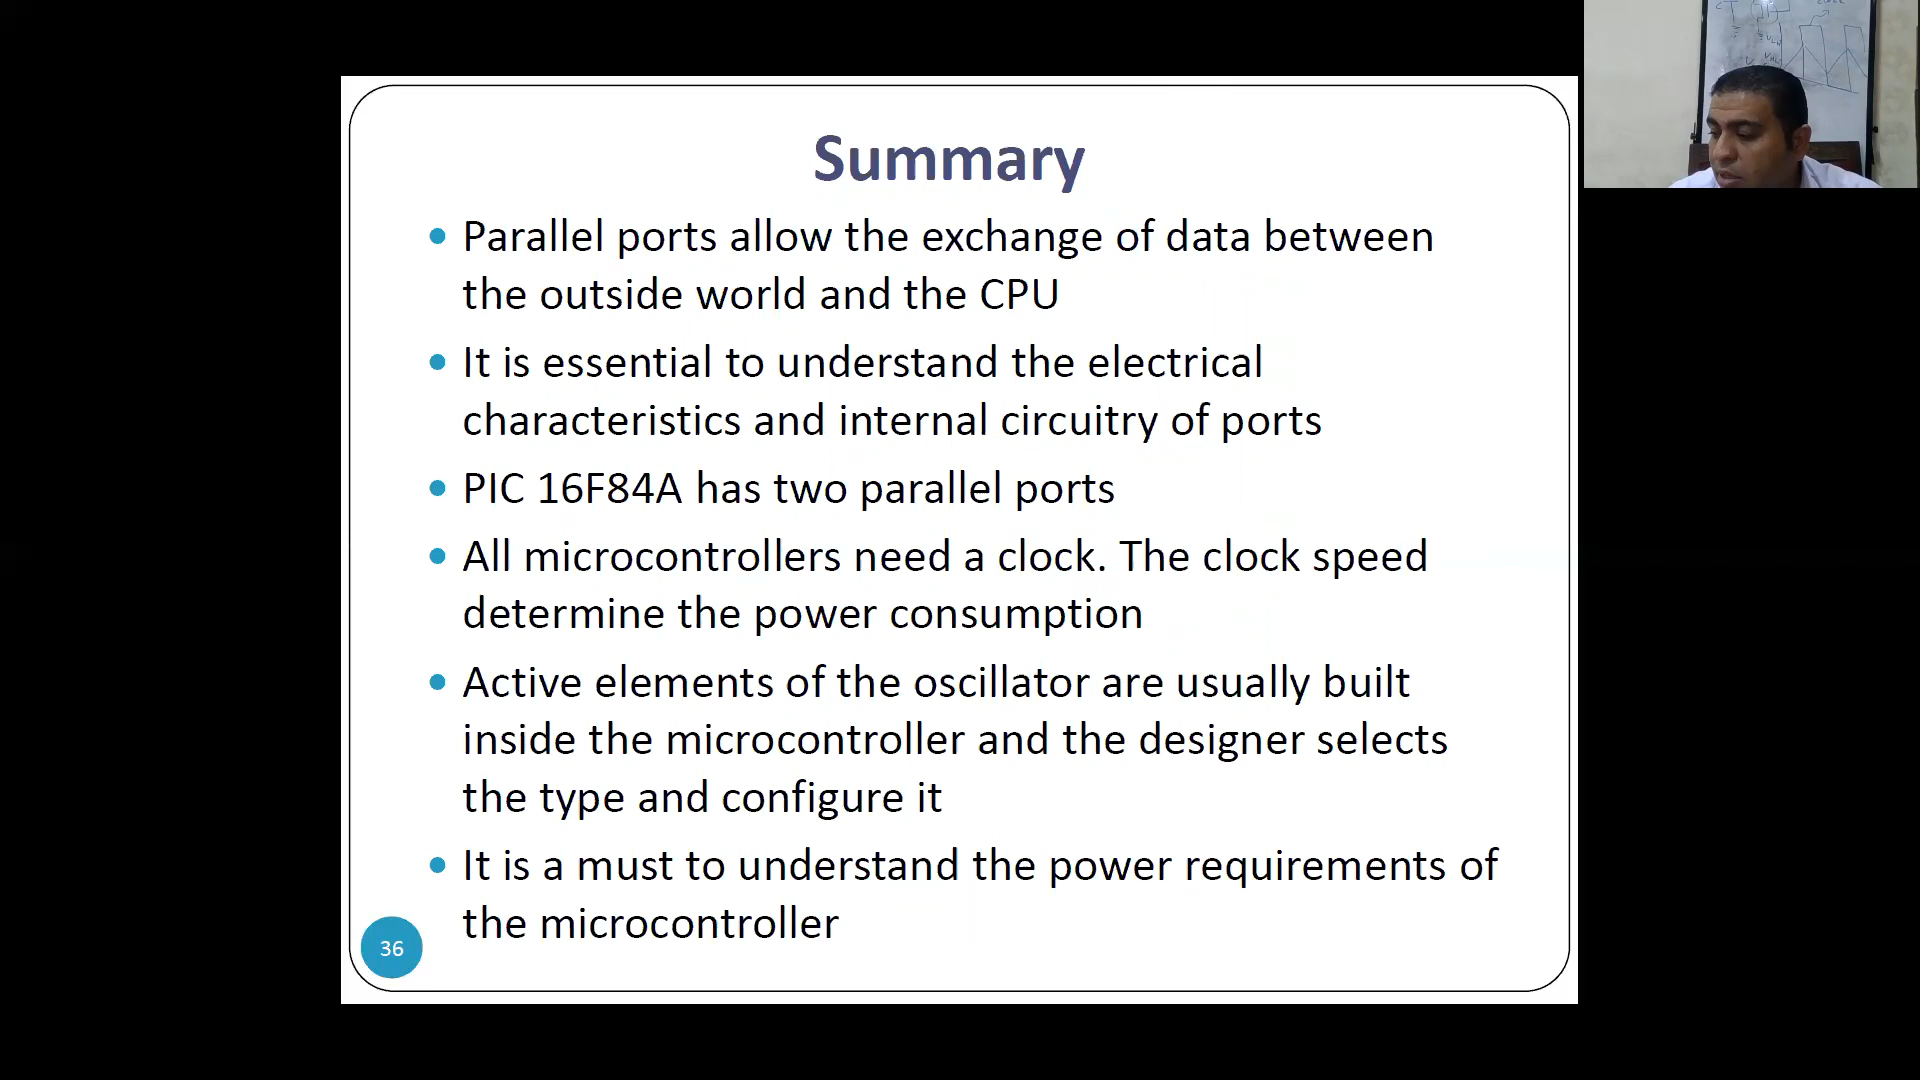 Summary
• Parallel ports allow the exchange of data between
the outside world and the CPU
• It is essential to understand the electrical
characteristics and internal circuitry of ports
• PIC 16F84A has two parallel ports
• All microcontrollers need a clock. The clock speed
determine the power consumption
• Active elements of the oscillator are usually built
inside the microcontroller and the designer selects
the type and configure it
• It is a must to understand the power requirements of
the microcontroller
36